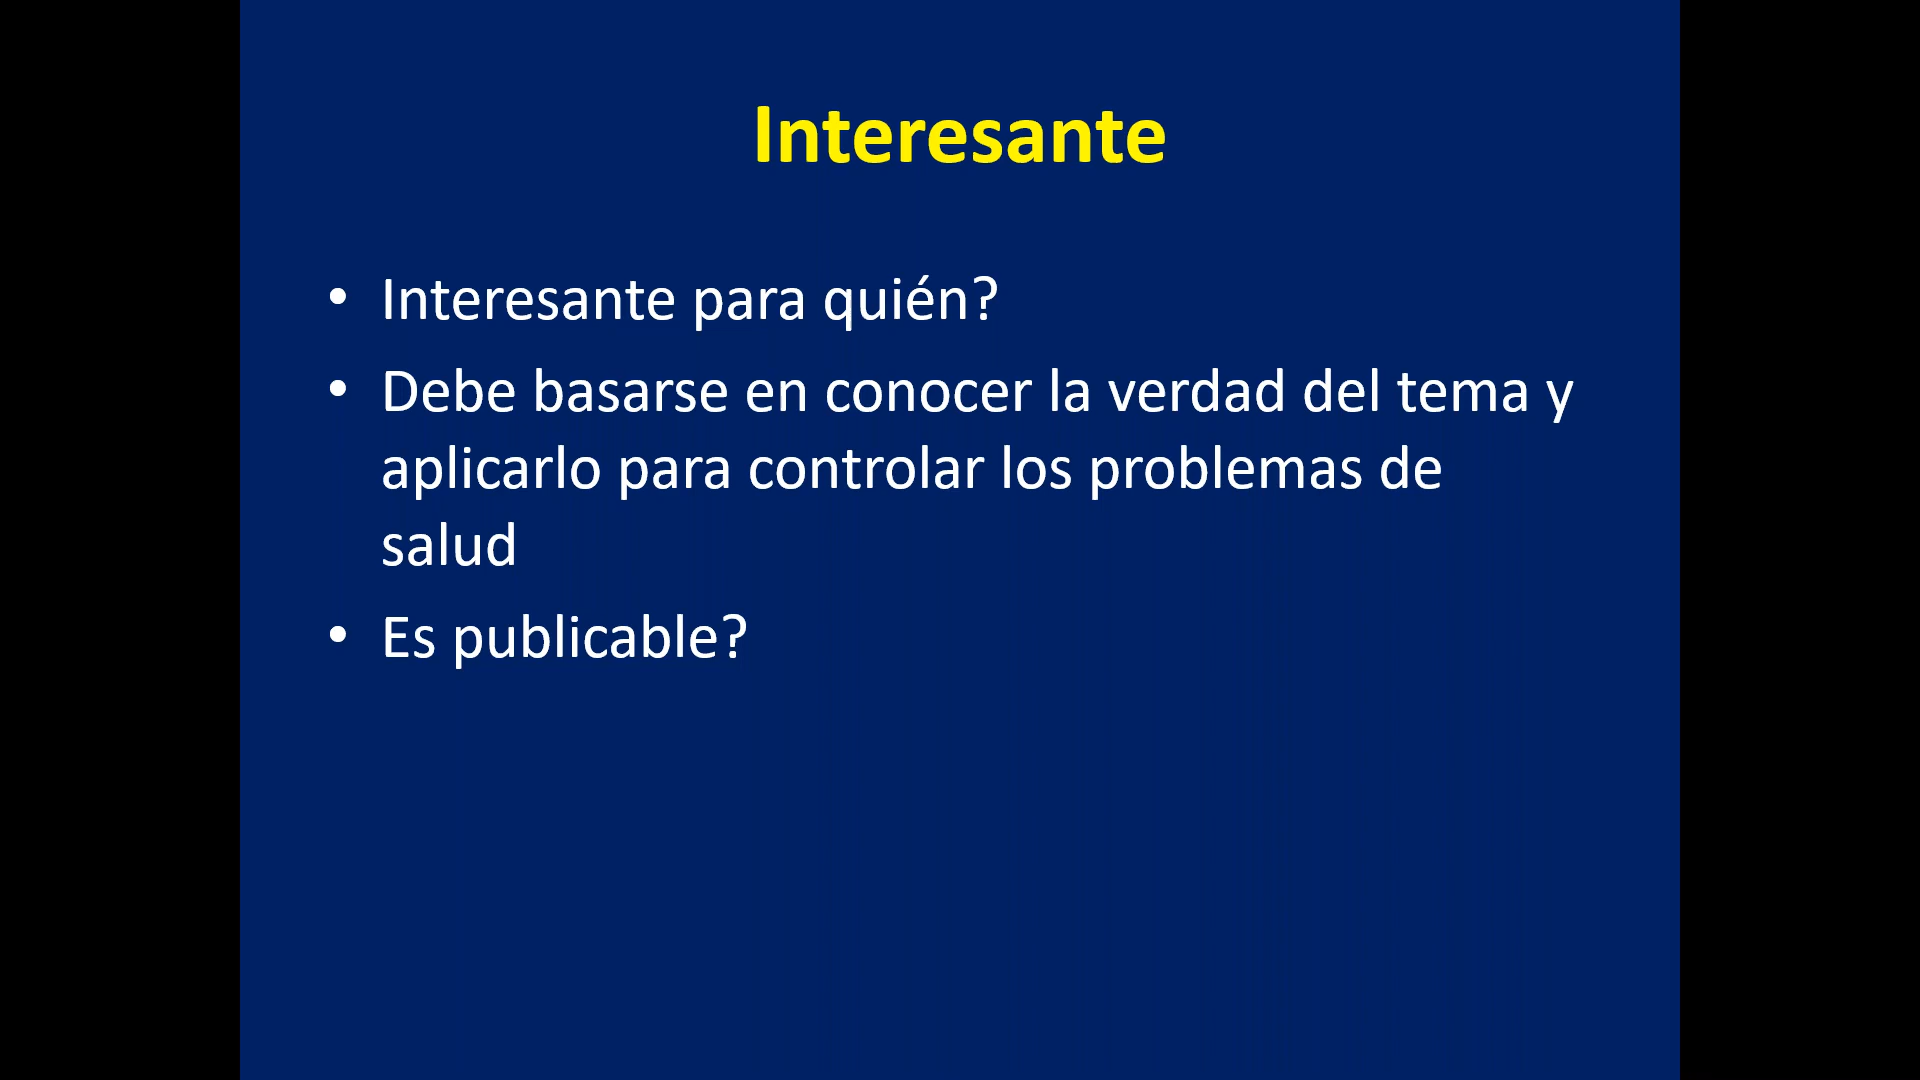 Interesante
• Interesante para quién?
• Debe basarse en conocer la verdad del tema y
aplicarlo para controlar los problemas de
salud
• Es publicable?